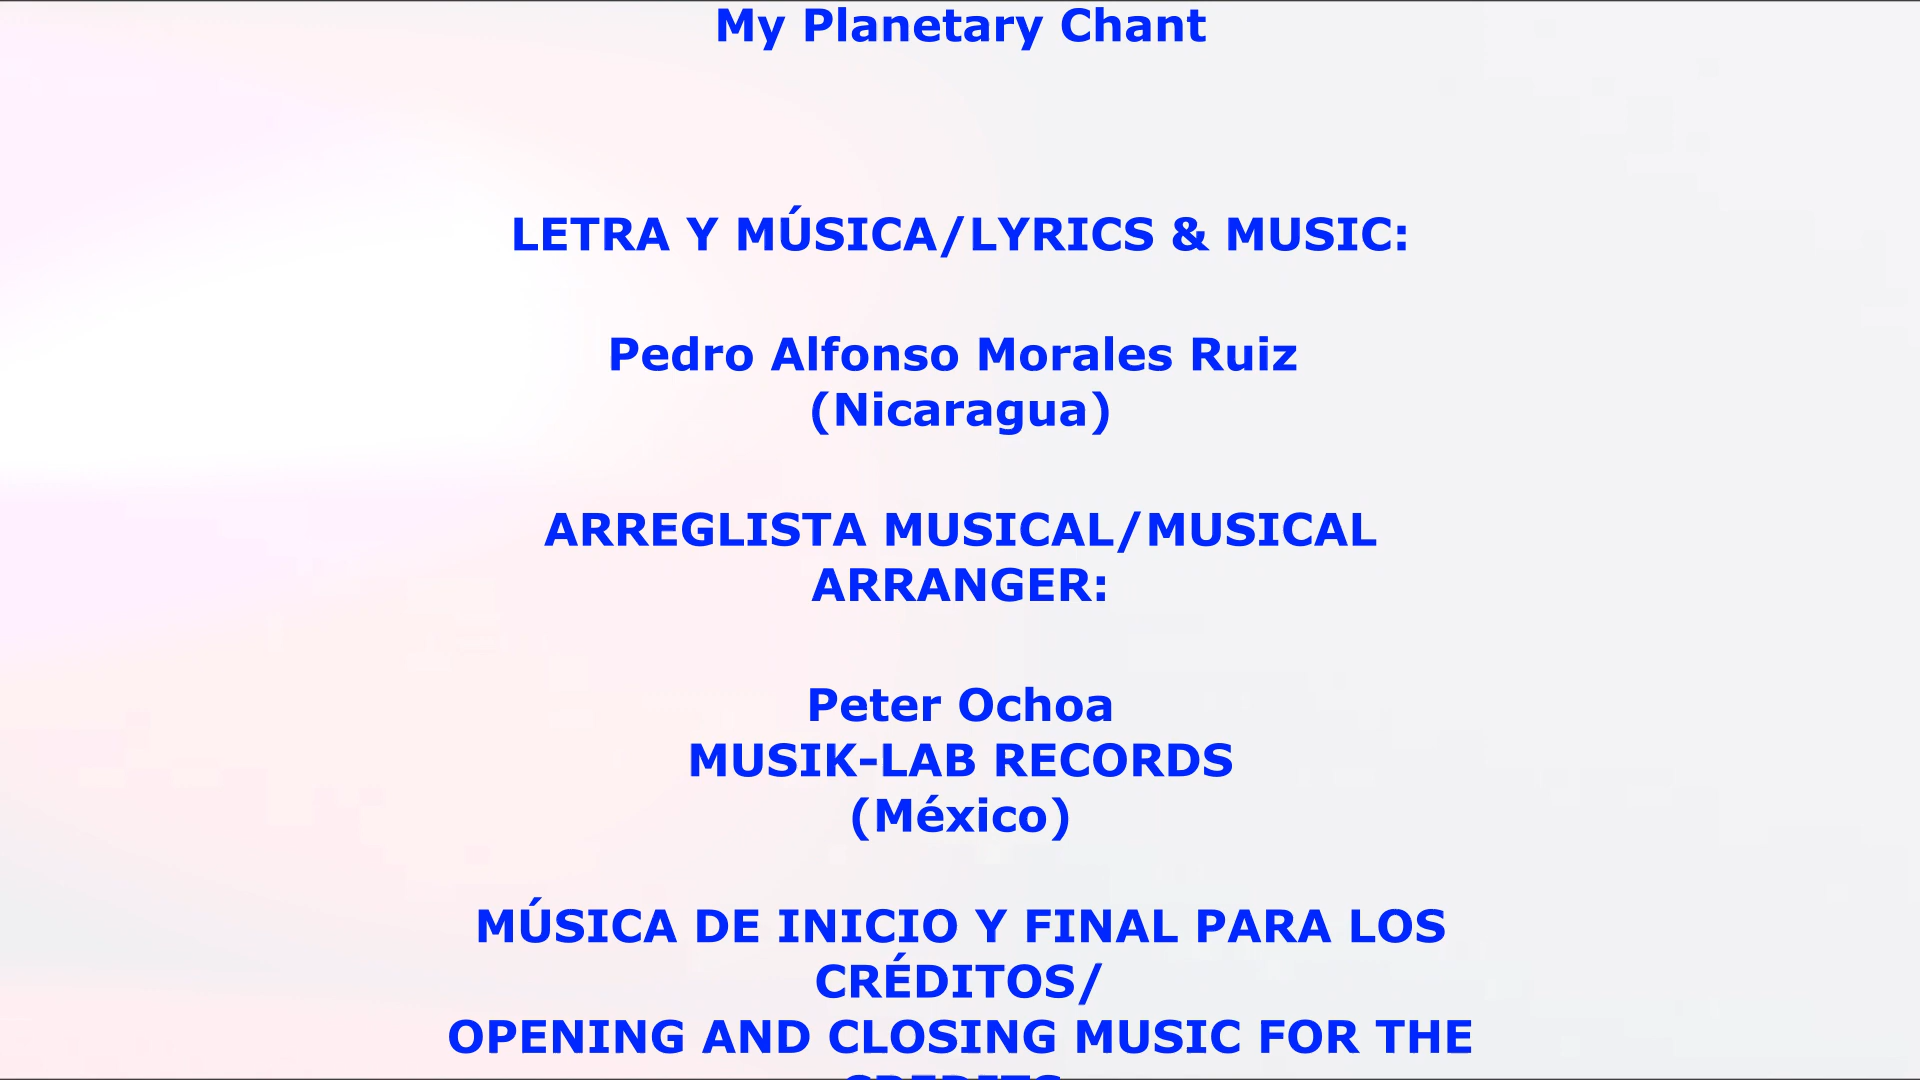 My Planetary Chant
LETRA Y MÚSICA/LYRICS & MUSIC:
Pedro Alfonso Morales Ruiz
(Nicaragua)
ARREGLISTA MUSICAL/MUSICAL
ARRANGER:
Peter Ochoa
MUSIK-LAB RECORDS
(México)
MÚSICA DE INICIO Y FINAL PARA LOS
CRÉDITOS/
OPENING AND CLOSING MUSIC FOR THE